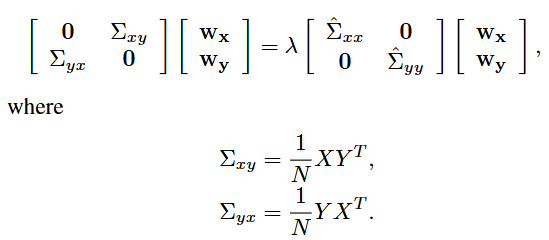 [ 0 Σ_xy ; Σ_yx 0 ] [ w_x ; w_y ] = λ [ Σ̂_xx 0 ; 0 Σ̂_yy ] [ w_x ; w_y ],
where
Σ_xy = 1/N XY^T,
Σ_yx = 1/N YX^T.